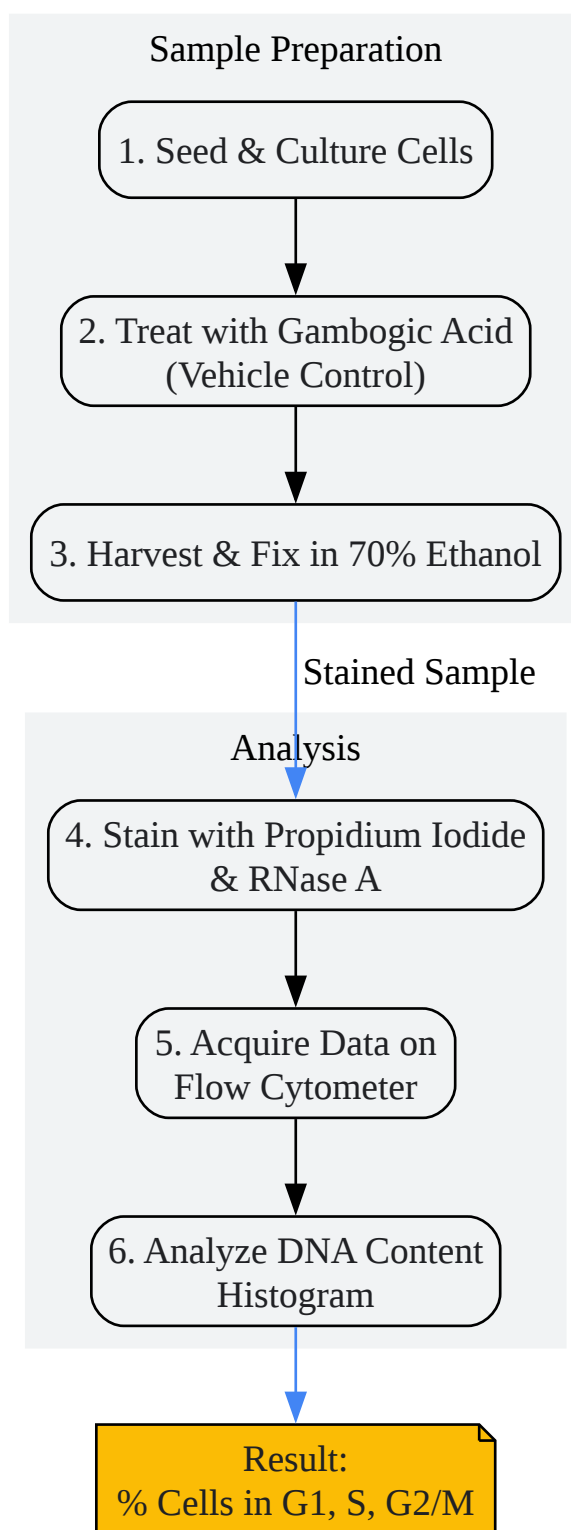 Sample Preparation
1. Seed & Culture Cells
2. Treat with Gambogic Acid
(Vehicle Control)
3. Harvest & Fix in 70% Ethanol
Stained Sample
Analysis
4. Stain with Propidium Iodide
& RNase A
5. Acquire Data on
Flow Cytometer
6. Analyze DNA Content
Histogram
Result:
% Cells in G1, S, G2/M